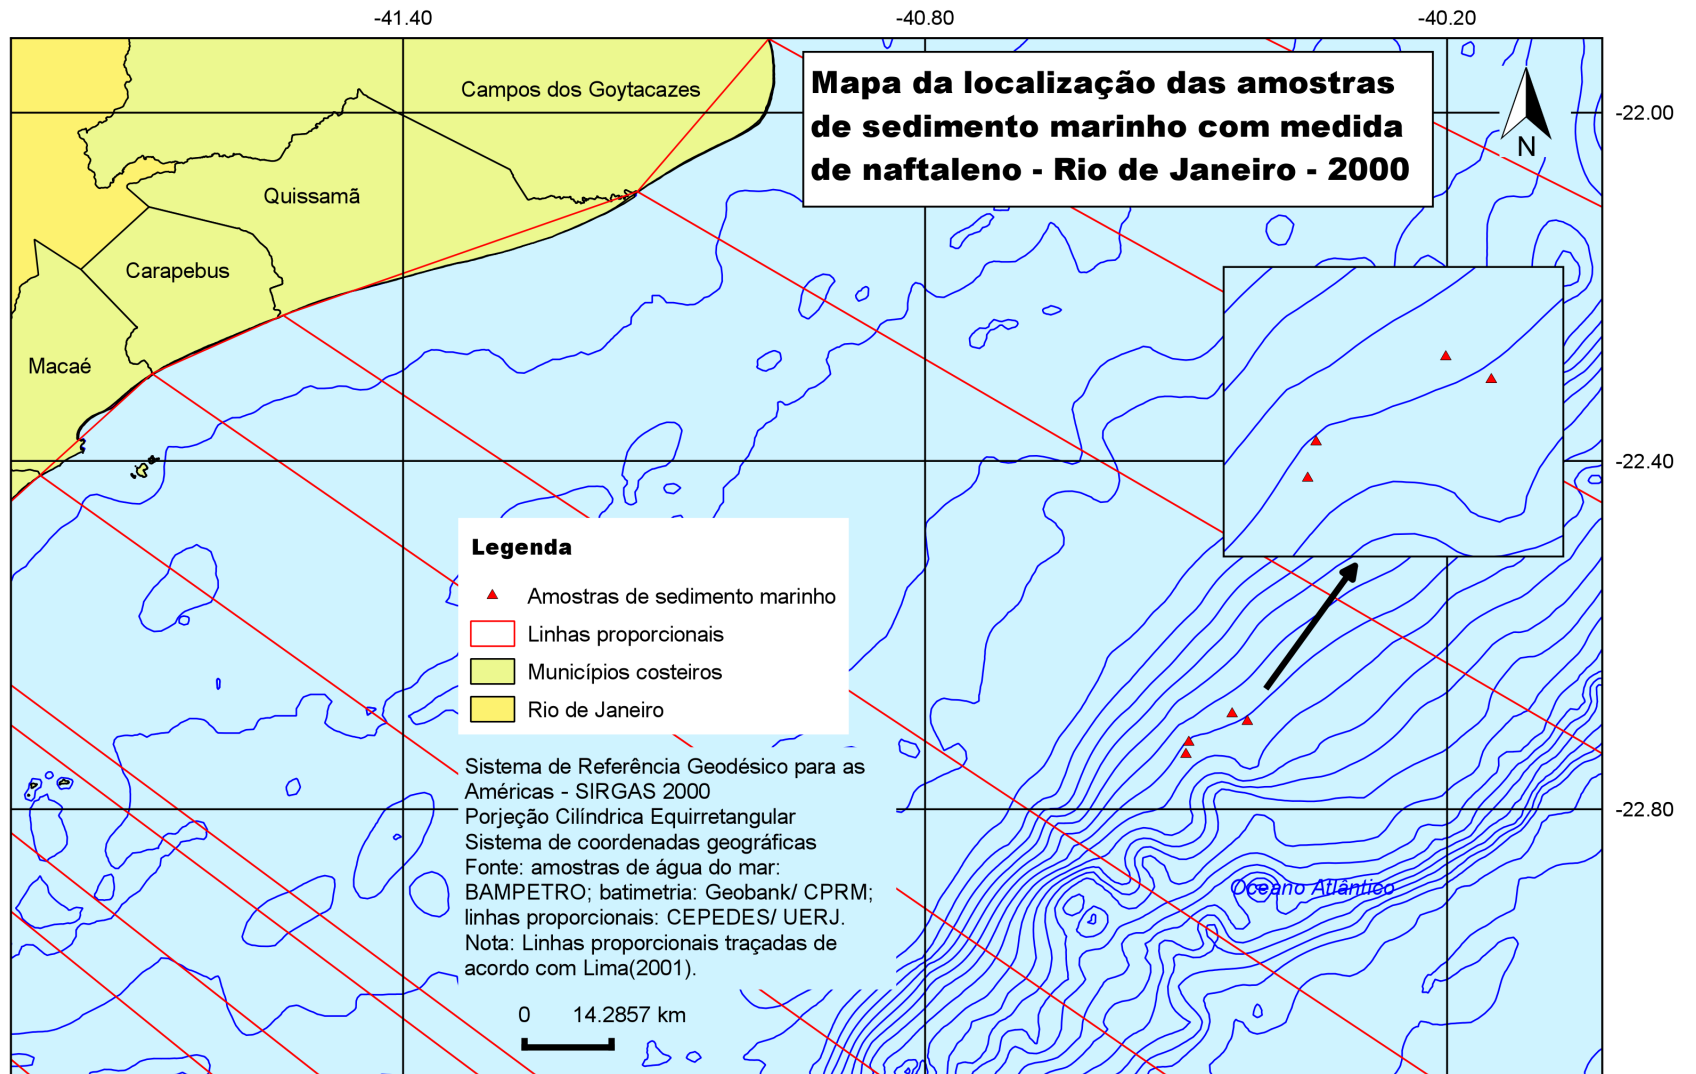 -41.40
-40.80
-40.20
Campos dos Goytacazes
Mapa da localização das amostras
de sedimento marinho com medida
de naftaleno - Rio de Janeiro - 2000
-22.00
N
Quissamã
Carapebus
Macaé
-22.40
Legenda
Amostras de sedimento marinho
Linhas proporcionais
Municípios costeiros
Rio de Janeiro
Sistema de Referência Geodésico para as
Américas - SIRGAS 2000
Porjeção Cilíndrica Equirretangular
Sistema de coordenadas geográficas
Fonte: amostras de água do mar:
BAMPETRO; batimetria: Geobank/ CPRM;
linhas proporcionais: CEPEDES/ UERJ.
Nota: Linhas proporcionais traçadas de
acordo com Lima(2001).
-22.80
Oceano Atlântico
0 14.2857 km